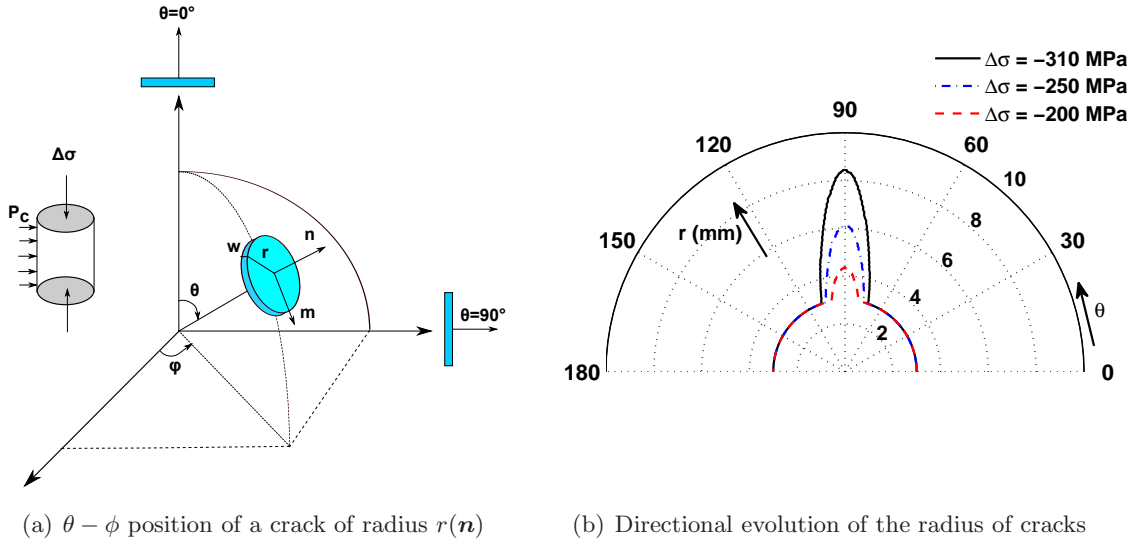 θ=0°
Δσ
P_c
w
r
n
θ
m
θ=90°
φ
Δσ = −310 MPa
Δσ = −250 MPa
Δσ = −200 MPa
90
120
60
10
150
r (mm)
8
30
6
θ
4
2
180
0
(a) θ − ϕ position of a crack of radius r(n)
(b) Directional evolution of the radius of cracks